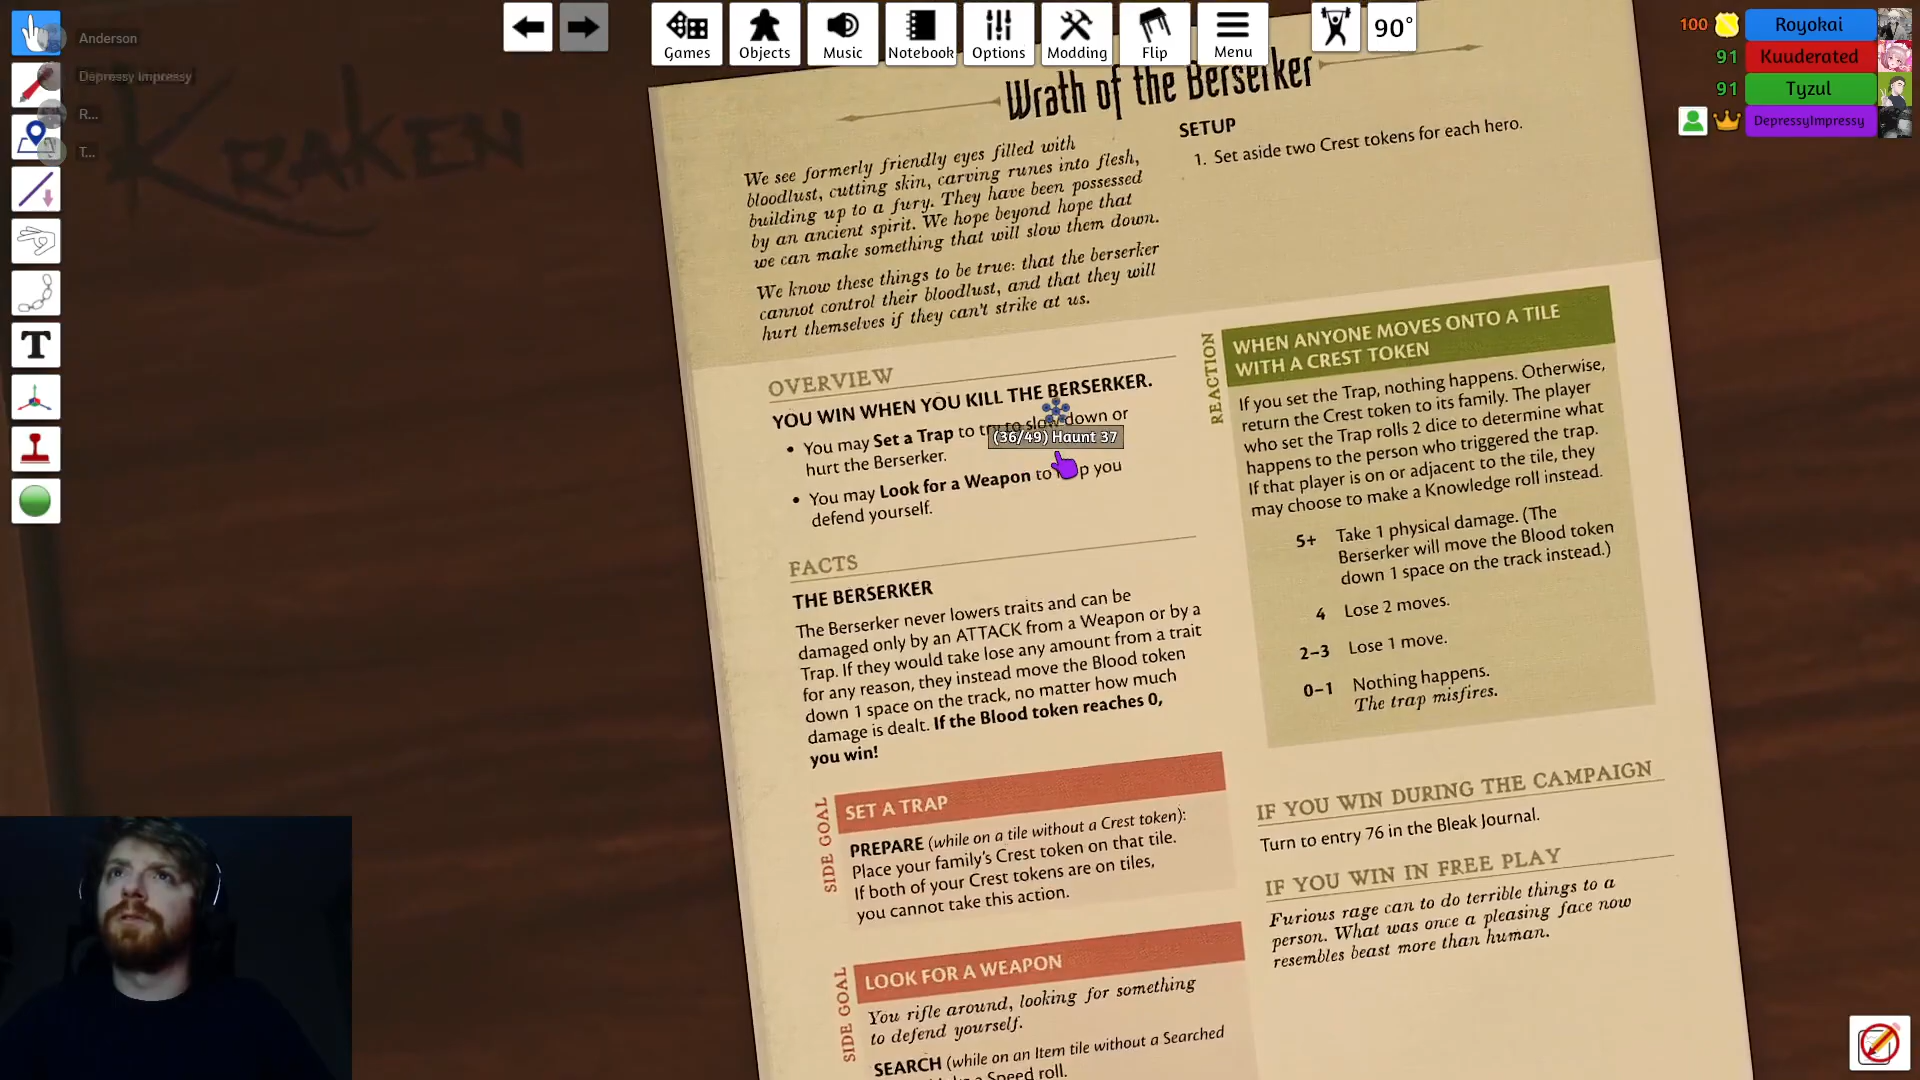 Anderson
Depressy Impressy
R...
T...
Games
Objects
Music
Notebook
Options
Modding
Flip
Menu
90°
100 Royokai
91 Kuuderated
91 Tyzul
DepressyImpressy
KRAKEN
Wrath of the Berserker
We see formerly friendly eyes filled with
bloodlust, cutting skin, carving runes into flesh,
building up to a fury. They have been possessed
by an ancient spirit. We hope beyond hope that
we can make something that will slow them down.
We know these things to be true: that the berserker
cannot control their bloodlust, and that they will
hurt themselves if they can't strike at us.
SETUP
1. Set aside two Crest tokens for each hero.
OVERVIEW
YOU WIN WHEN YOU KILL THE BERSERKER.
• You may Set a Trap to try to slow down or
hurt the Berserker.
(36/49) Haunt 37
• You may Look for a Weapon to you
defend yourself.
FACTS
THE BERSERKER
The Berserker never lowers traits and can be
damaged only by an ATTACK from a Weapon or by a
Trap. If they would take lose any amount from a trait
for any reason, they instead move the Blood token
down 1 space on the track, no matter how much
damage is dealt. If the Blood token reaches 0,
you win!
SIDE GOAL
SET A TRAP
PREPARE (while on a tile without a Crest token):
Place your family's Crest token on that tile.
If both of your Crest tokens are on tiles,
you cannot take this action.
SIDE GOAL
LOOK FOR A WEAPON
You rifle around, looking for something
to defend yourself.
SEARCH (while on an Item tile without a Searched
a Speed roll.
REACTION
WHEN ANYONE MOVES ONTO A TILE
WITH A CREST TOKEN
If you set the Trap, nothing happens. Otherwise,
return the Crest token to its family. The player
who set the Trap rolls 2 dice to determine what
happens to the person who triggered the trap.
If that player is on or adjacent to the tile, they
may choose to make a Knowledge roll instead.
5+ Take 1 physical damage. (The
Berserker will move the Blood token
down 1 space on the track instead.)
4 Lose 2 moves.
2–3 Lose 1 move.
0–1 Nothing happens.
The trap misfires.
IF YOU WIN DURING THE CAMPAIGN
Turn to entry 76 in the Bleak Journal.
IF YOU WIN IN FREE PLAY
Furious rage can to do terrible things to a
person. What was once a pleasing face now
resembles beast more than human.